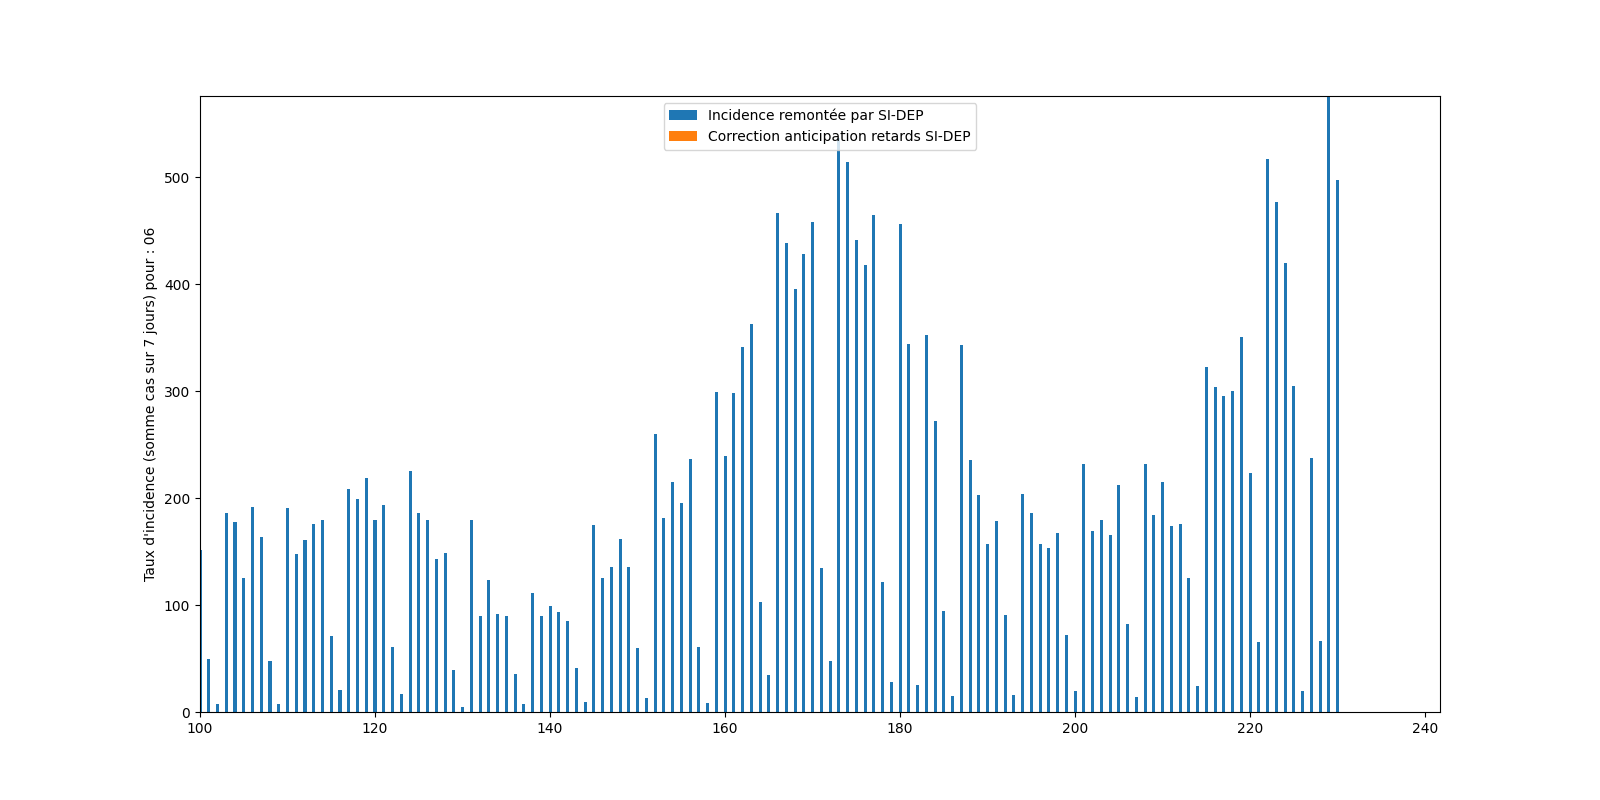 Incidence remontée par SI-DEP
Correction anticipation retards SI-DEP
Taux d'incidence (somme cas sur 7 jours) pour : 06
500
400
300
200
100
0
100 120 140 160 180 200 220 240